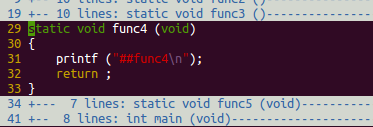 9 +-- 10 lines: static void func2 ()
19 +-- 10 lines: static void func3 ()-------------
29 static void func4 (void)
30 {
31 printf ("##func4\n");
32 return ;
33 }
34 +--- 7 lines: static void func5 (void)---------
41 +-- 8 lines: int main (void)-------------------